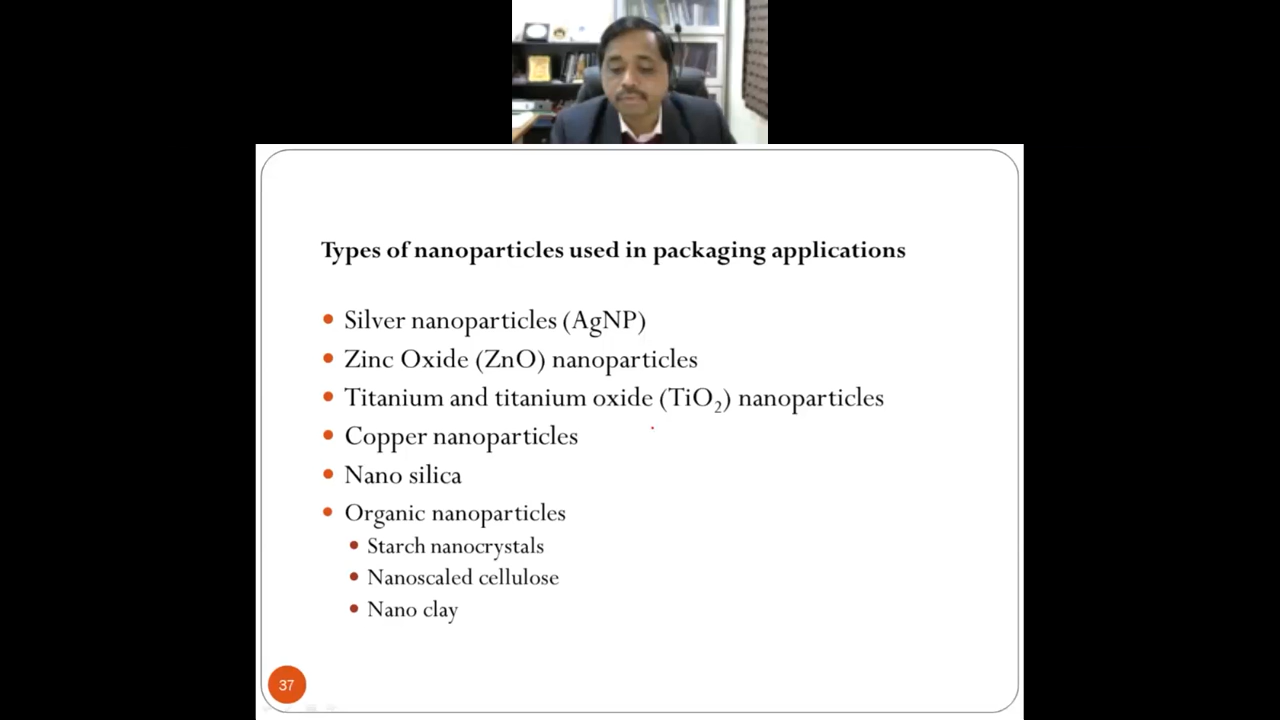 Types of nanoparticles used in packaging applications
Silver nanoparticles (AgNP)
Zinc Oxide (ZnO) nanoparticles
Titanium and titanium oxide (TiO₂) nanoparticles
Copper nanoparticles
Nano silica
Organic nanoparticles
Starch nanocrystals
Nanoscaled cellulose
Nano clay
37